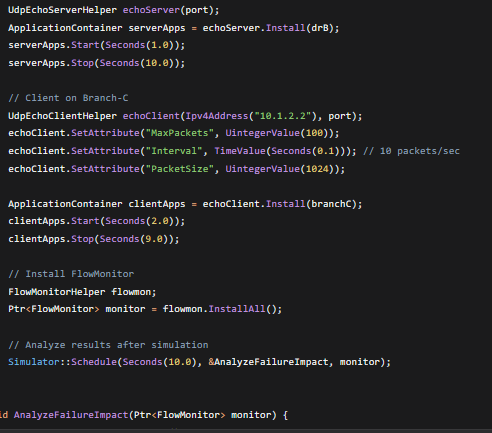 UdpEchoServerHelper echoServer(port);
ApplicationContainer serverApps = echoServer.Install(drB);
serverApps.Start(Seconds(1.0));
serverApps.Stop(Seconds(10.0));
// Client on Branch-C
UdpEchoClientHelper echoClient(Ipv4Address("10.1.2.2"), port);
echoClient.SetAttribute("MaxPackets", UintegerValue(100));
echoClient.SetAttribute("Interval", TimeValue(Seconds(0.1))); // 10 packets/sec
echoClient.SetAttribute("PacketSize", UintegerValue(1024));
ApplicationContainer clientApps = echoClient.Install(branchC);
clientApps.Start(Seconds(2.0));
clientApps.Stop(Seconds(9.0));
// Install FlowMonitor
FlowMonitorHelper flowmon;
Ptr<FlowMonitor> monitor = flowmon.InstallAll();
// Analyze results after simulation
Simulator::Schedule(Seconds(10.0), &AnalyzeFailureImpact, monitor);
id AnalyzeFailureImpact(Ptr<FlowMonitor> monitor) {